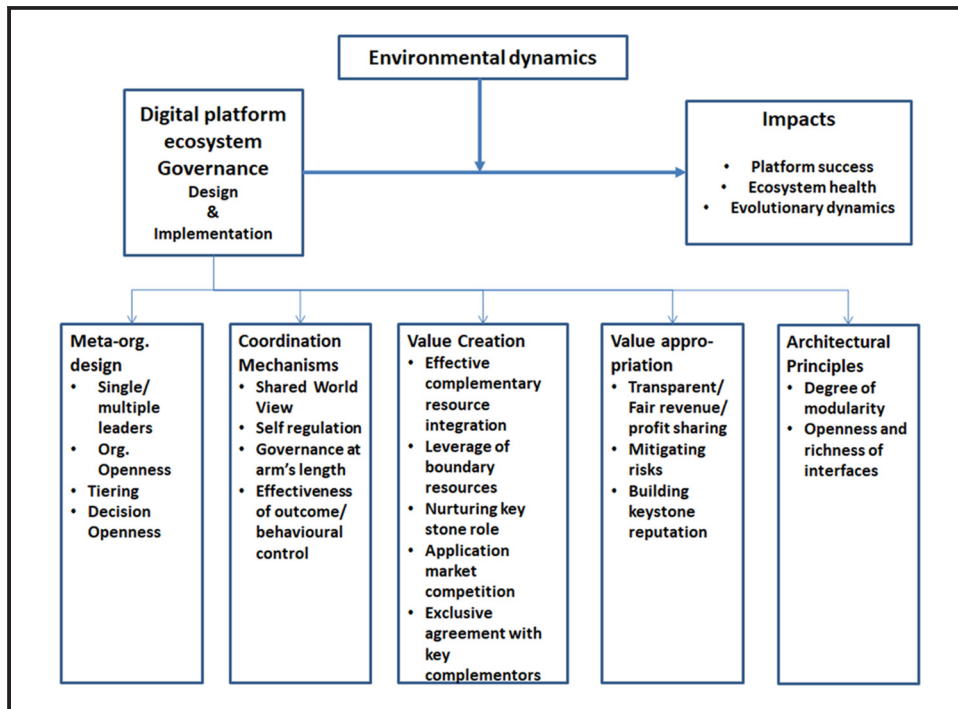 Environmental dynamics
Digital platform
ecosystem
Governance
Design
&
Implementation
Impacts
• Platform success
• Ecosystem health
• Evolutionary dynamics
Meta-org.
design
• Single/
multiple
leaders
• Org.
Openness
• Tiering
• Decision
Openness
Coordination
Mechanisms
• Shared World
View
• Self regulation
• Governance at
arm's length
• Effectiveness
of outcome/
behavioural
control
Value Creation
• Effective
complementary
resource
integration
• Leverage of
boundary
resources
• Nurturing key
stone role
• Application
market
competition
• Exclusive
agreement with
key
complementors
Value appro-
priation
• Transparent/
Fair revenue/
profit sharing
• Mitigating
risks
• Building
keystone
reputation
Architectural
Principles
• Degree of
modularity
• Openness and
richness of
interfaces